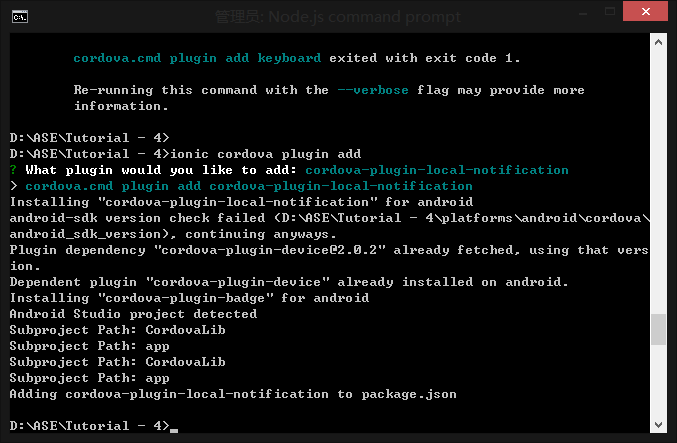 管理员: Node.js command prompt
cordova.cmd plugin add keyboard exited with exit code 1.
Re-running this command with the --verbose flag may provide more
information.
D:\ASE\Tutorial - 4>
D:\ASE\Tutorial - 4>ionic cordova plugin add
? What plugin would you like to add: cordova-plugin-local-notification
> cordova.cmd plugin add cordova-plugin-local-notification
Installing "cordova-plugin-local-notification" for android
android-sdk version check failed (D:\ASE\Tutorial - 4\platforms\android\cordova\
android_sdk_version), continuing anyways.
Plugin dependency "cordova-plugin-device@2.0.2" already fetched, using that vers
ion.
Dependent plugin "cordova-plugin-device" already installed on android.
Installing "cordova-plugin-badge" for android
Android Studio project detected
Subproject Path: CordovaLib
Subproject Path: app
Subproject Path: CordovaLib
Subproject Path: app
Adding cordova-plugin-local-notification to package.json
D:\ASE\Tutorial - 4>